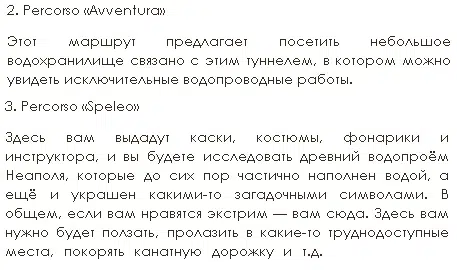 2. Percorso «Avventura»
Этот маршрут предлагает посетить небольшое
водохранилище связано с этим туннелем, в котором можно
увидеть исключительные водопроводные работы.
3. Percorso «Speleo»
Здесь вам выдадут каски, костюмы, фонарики и
инструктора, и вы будете исследовать древний водопроём
Неаполя, которые до сих пор частично наполнен водой, а
ещё и украшен какими-то загадочными символами. В
общем, если вам нравятся экстрим — вам сюда. Здесь вам
нужно будет ползать, пролазить в какие-то труднодоступные
места, покорять канатную дорожку и т.д.